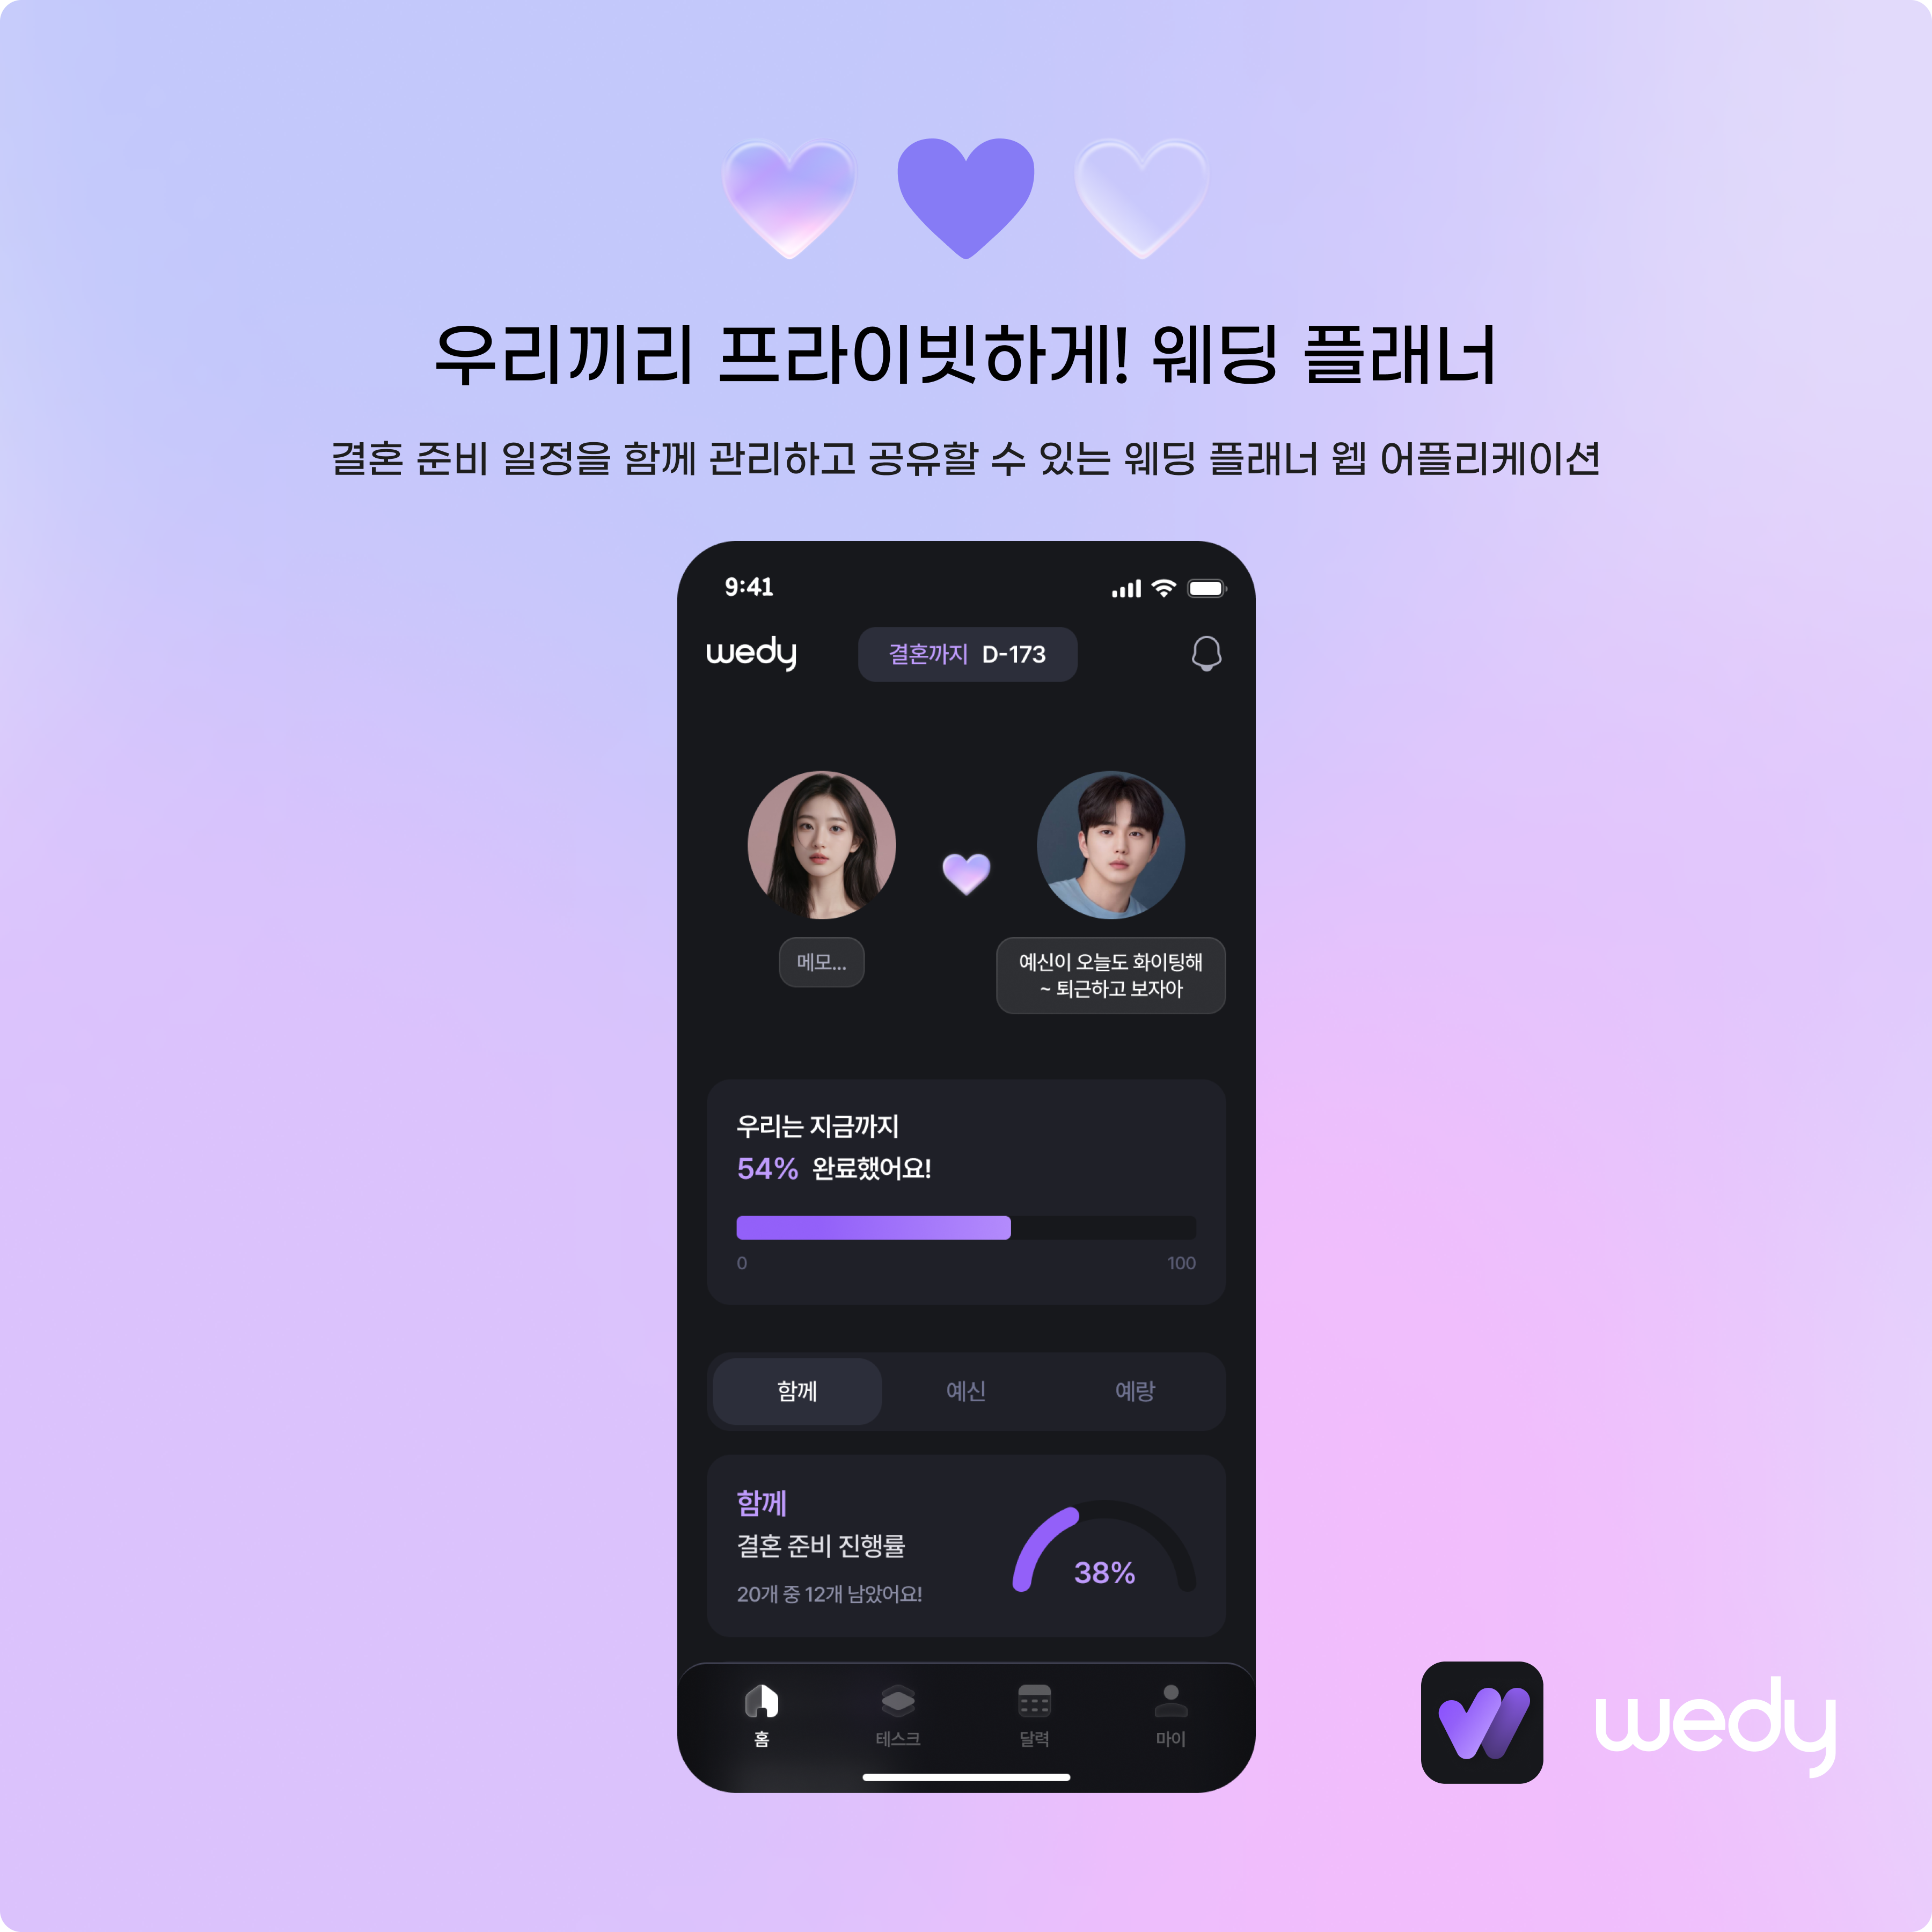 우리끼리 프라이빗하게! 웨딩 플래너
결혼 준비 일정을 함께 관리하고 공유할 수 있는 웨딩 플래너 웹 어플리케이션
9:41
wedy
결혼까지 D-173
메모...
예신이 오늘도 화이팅해
~ 퇴근하고 보자아
우리는 지금까지
54% 완료했어요!
0
100
함께
예신
예랑
함께
결혼 준비 진행률
20개 중 12개 남았어요!
38%
홈
테스크
달력
마이
wedy